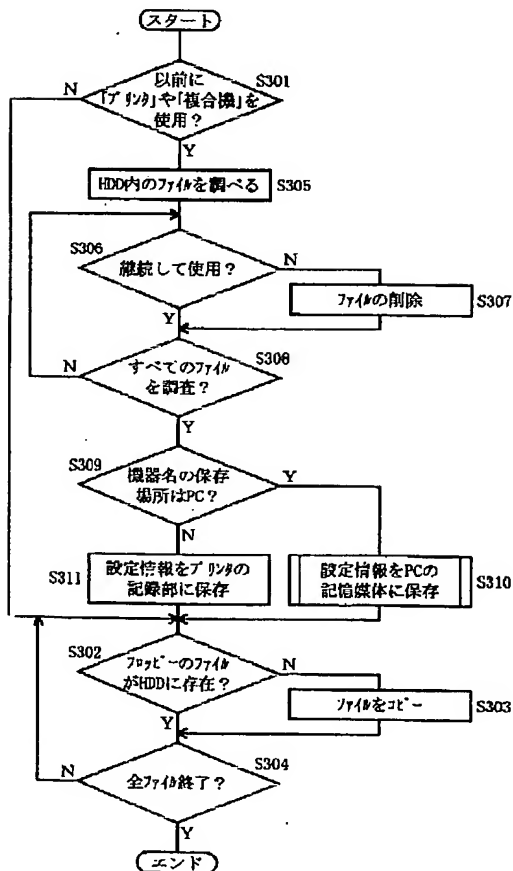 スタート
以前に
「プリンタ」や「複合機」を
使用？
S301
N
Y
HDD内のファイルを調べる
S305
S306
継続して使用？
N
Y
ファイルの削除
S307
すべてのファイル
を調査？
S308
N
Y
S309
機器名の保存
場所はPC？
Y
N
S311
設定情報をプリンタの
記録部に保存
設定情報をPCの
記憶媒体に保存
S310
S302
フロッピーのファイル
がHDDに存在？
N
Y
ファイルをコピー
S303
全ファイル終了？
S304
N
Y
エンド